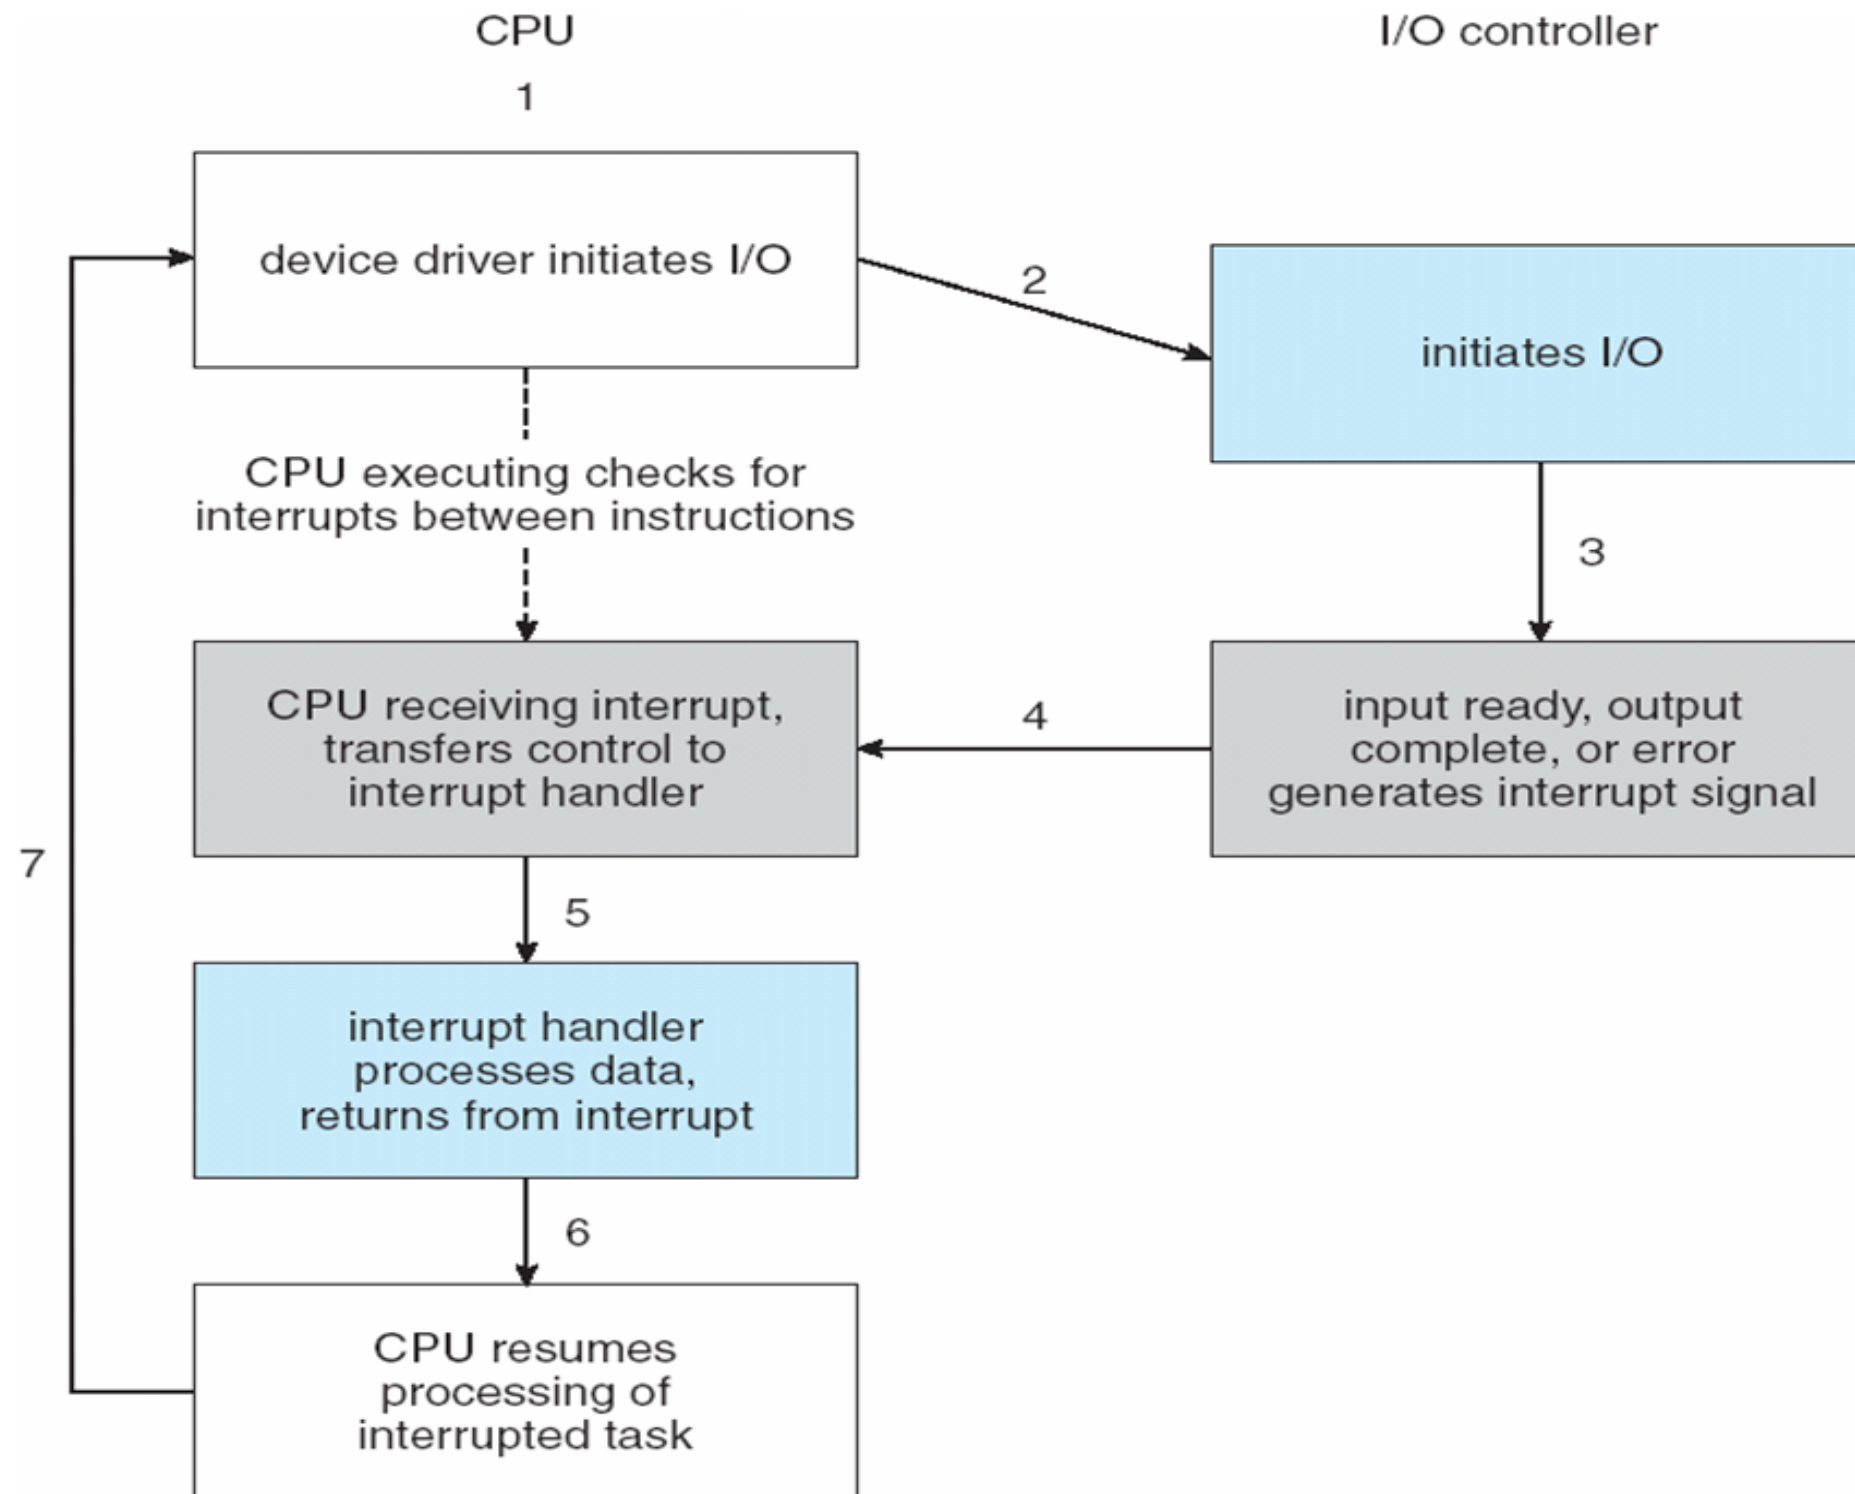 CPU
I/O controller
1
device driver initiates I/O
2
initiates I/O
CPU executing checks for
interrupts between instructions
3
CPU receiving interrupt,
transfers control to
interrupt handler
4
input ready, output
complete, or error
generates interrupt signal
7
5
interrupt handler
processes data,
returns from interrupt
6
CPU resumes
processing of
interrupted task